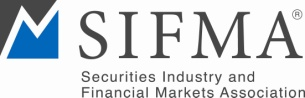 SIFMA®
Securities Industry and
Financial Markets Association